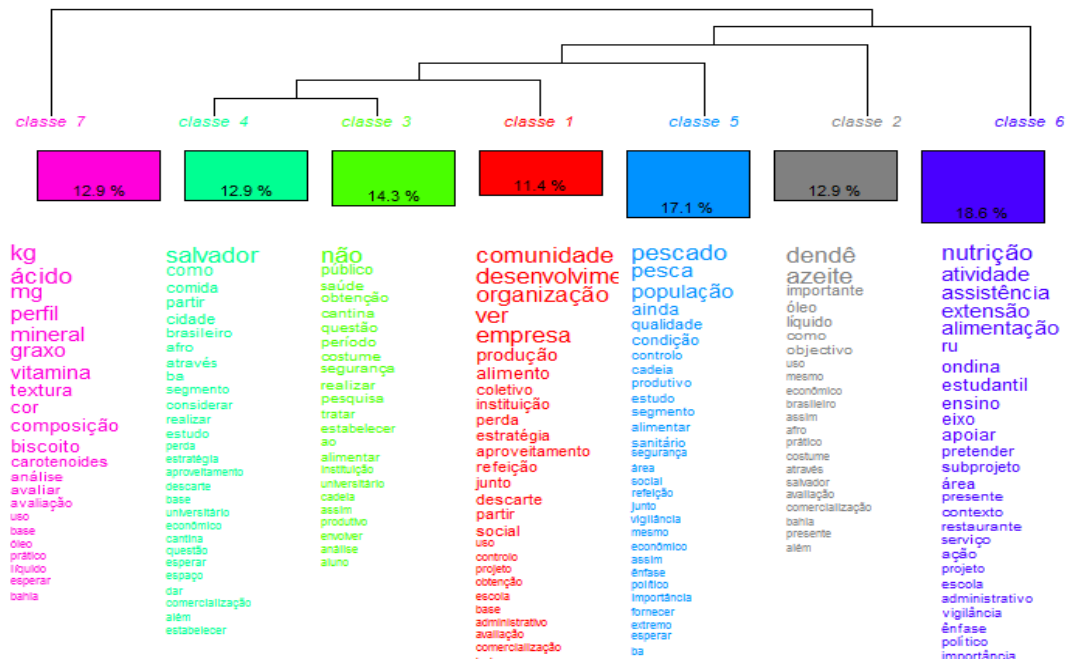 classe 7
classe 4
classe 3
classe 1
classe 5
classe 2
classe 6
12.9 %
12.9 %
14.3 %
11.4 %
17.1 %
12.9 %
18.6 %
kg
ácido
mg
perfil
mineral
graxo
vitamina
textura
cor
composição
biscoito
carotenoides
análise
avaliar
avaliação
uso
base
óleo
prático
líquido
esperar
bahia
salvador
como
comida
partir
cidade
brasileiro
afro
através
ba
segmento
considerar
realizar
estudo
perda
estratégia
aproveitamento
descarte
base
universitário
econômico
cantina
questão
esperar
espaço
dar
comercialização
além
estabelecer
não
público
saúde
obtenção
cantina
questão
período
costume
segurança
realizar
pesquisa
tratar
estabelecer
ao
alimentar
instituição
universitário
cadeia
assim
produtivo
envolver
análise
aluno
comunidade
desenvolvime
organização
ver
empresa
produção
alimento
coletivo
instituição
perda
estratégia
aproveitamento
refeição
junto
descarte
partir
social
uso
controlo
projeto
obtenção
escola
base
administrativo
avaliação
comercialização
pescado
pesca
população
ainda
qualidade
condição
controlo
cadeia
produtivo
estudo
segmento
alimentar
sanitário
segurança
área
social
refeição
junto
vigilância
mesmo
econômico
assim
ênfase
político
importância
fornecer
extremo
esperar
ba
dendê
azeite
importante
óleo
líquido
como
objectivo
uso
mesmo
econômico
brasileiro
assim
afro
prático
costume
através
salvador
avaliação
comercialização
bahia
presente
além
nutrição
atividade
assistência
extensão
alimentação
ru
ondina
estudantil
ensino
eixo
apoiar
pretender
subprojeto
área
presente
contexto
restaurante
serviço
ação
projeto
escola
administrativo
vigilância
ênfase
político
importância